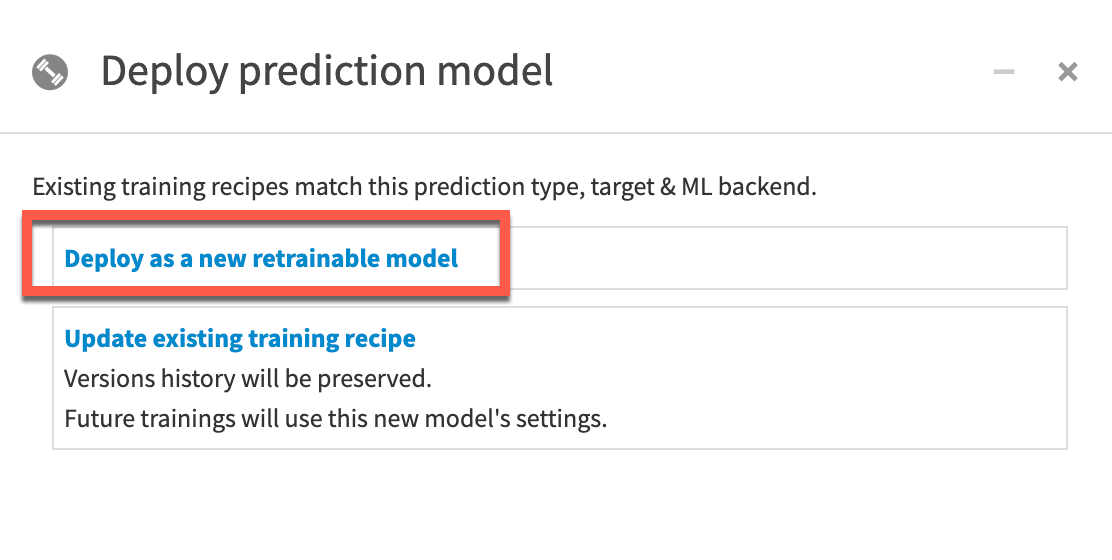 Deploy prediction model
Existing training recipes match this prediction type, target & ML backend.
Deploy as a new retrainable model
Update existing training recipe
Versions history will be preserved.
Future trainings will use this new model's settings.